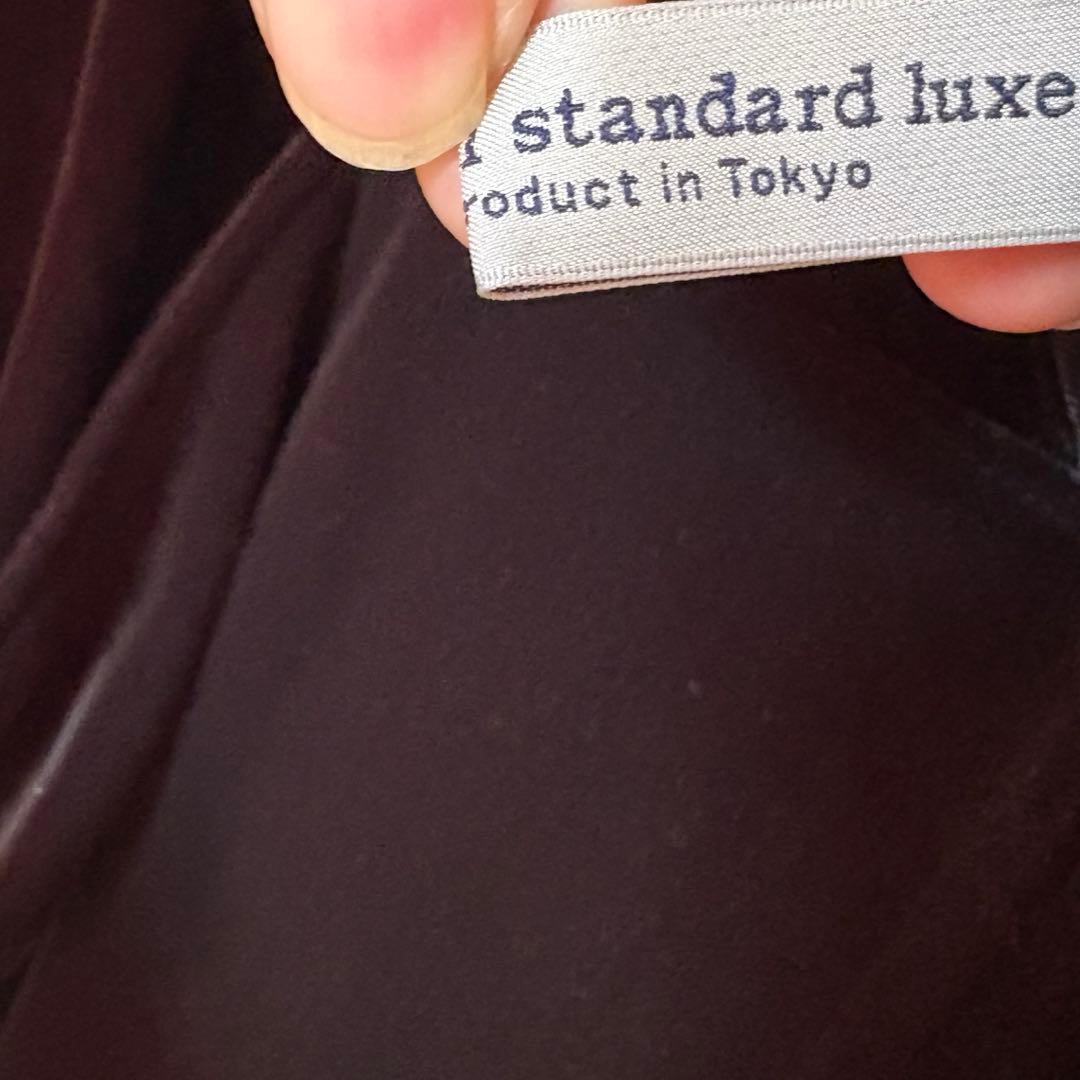 standard luxe
roduct in Tokyo